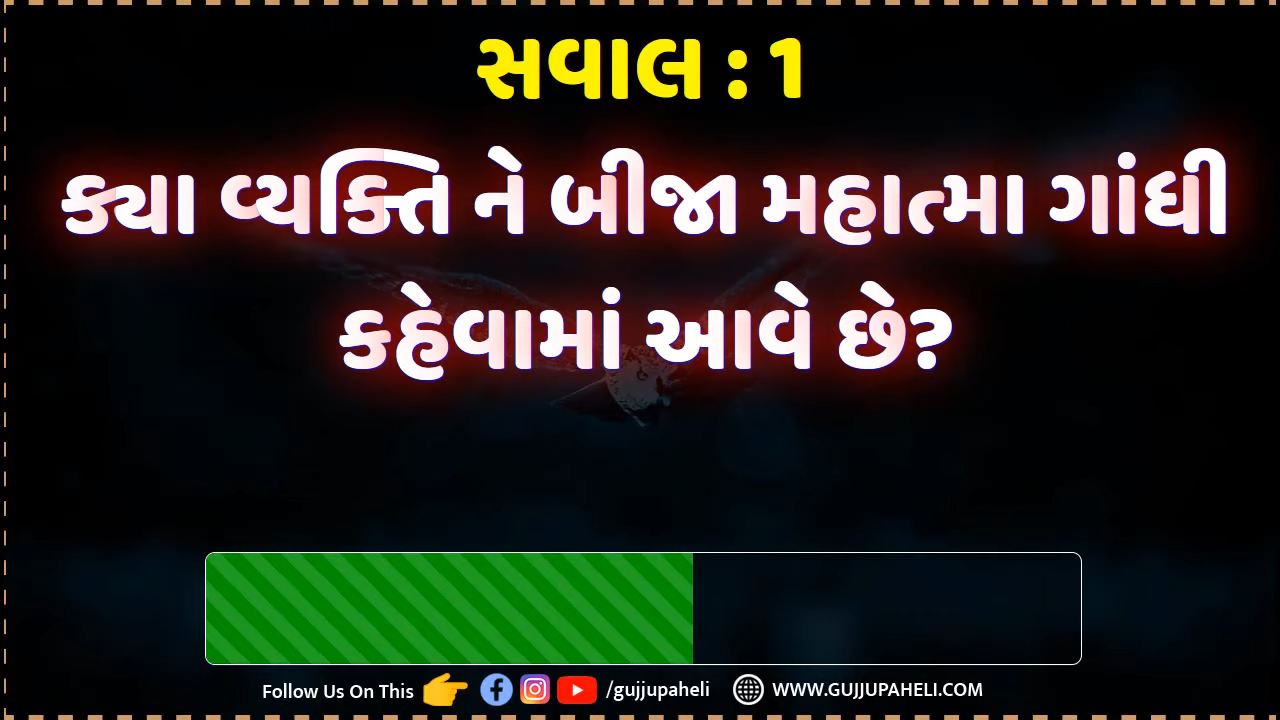 સવાલ : 1
ક્યા વ્યક્તિ ને બીજા મહાત્મા ગાંધી
કહેવામાં આવે છે?
Follow Us On This /gujjupaheli WWW.GUJJUPAHELI.COM